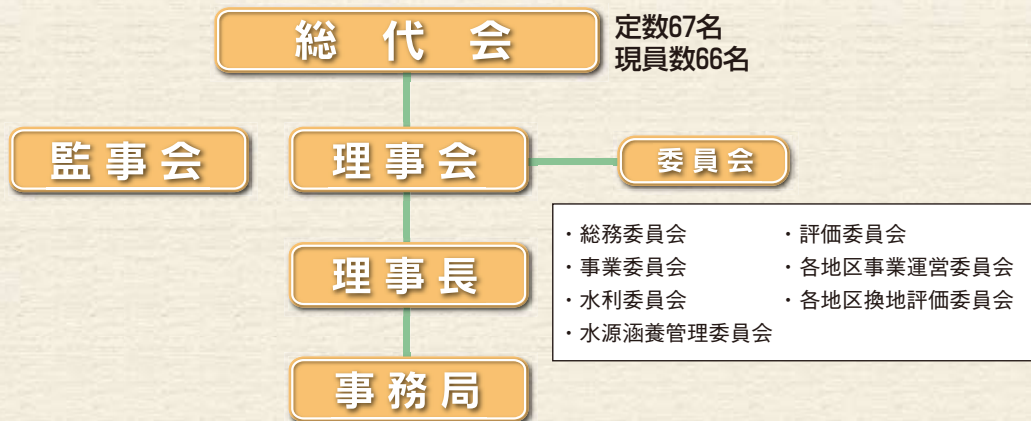 総代会
定数67名
現員数66名
監事会
理事会
委員会
理事長
・総務委員会
・評価委員会
・事業委員会
・各地区事業運営委員会
・水利委員会
・各地区換地評価委員会
・水源涵養管理委員会
事務局